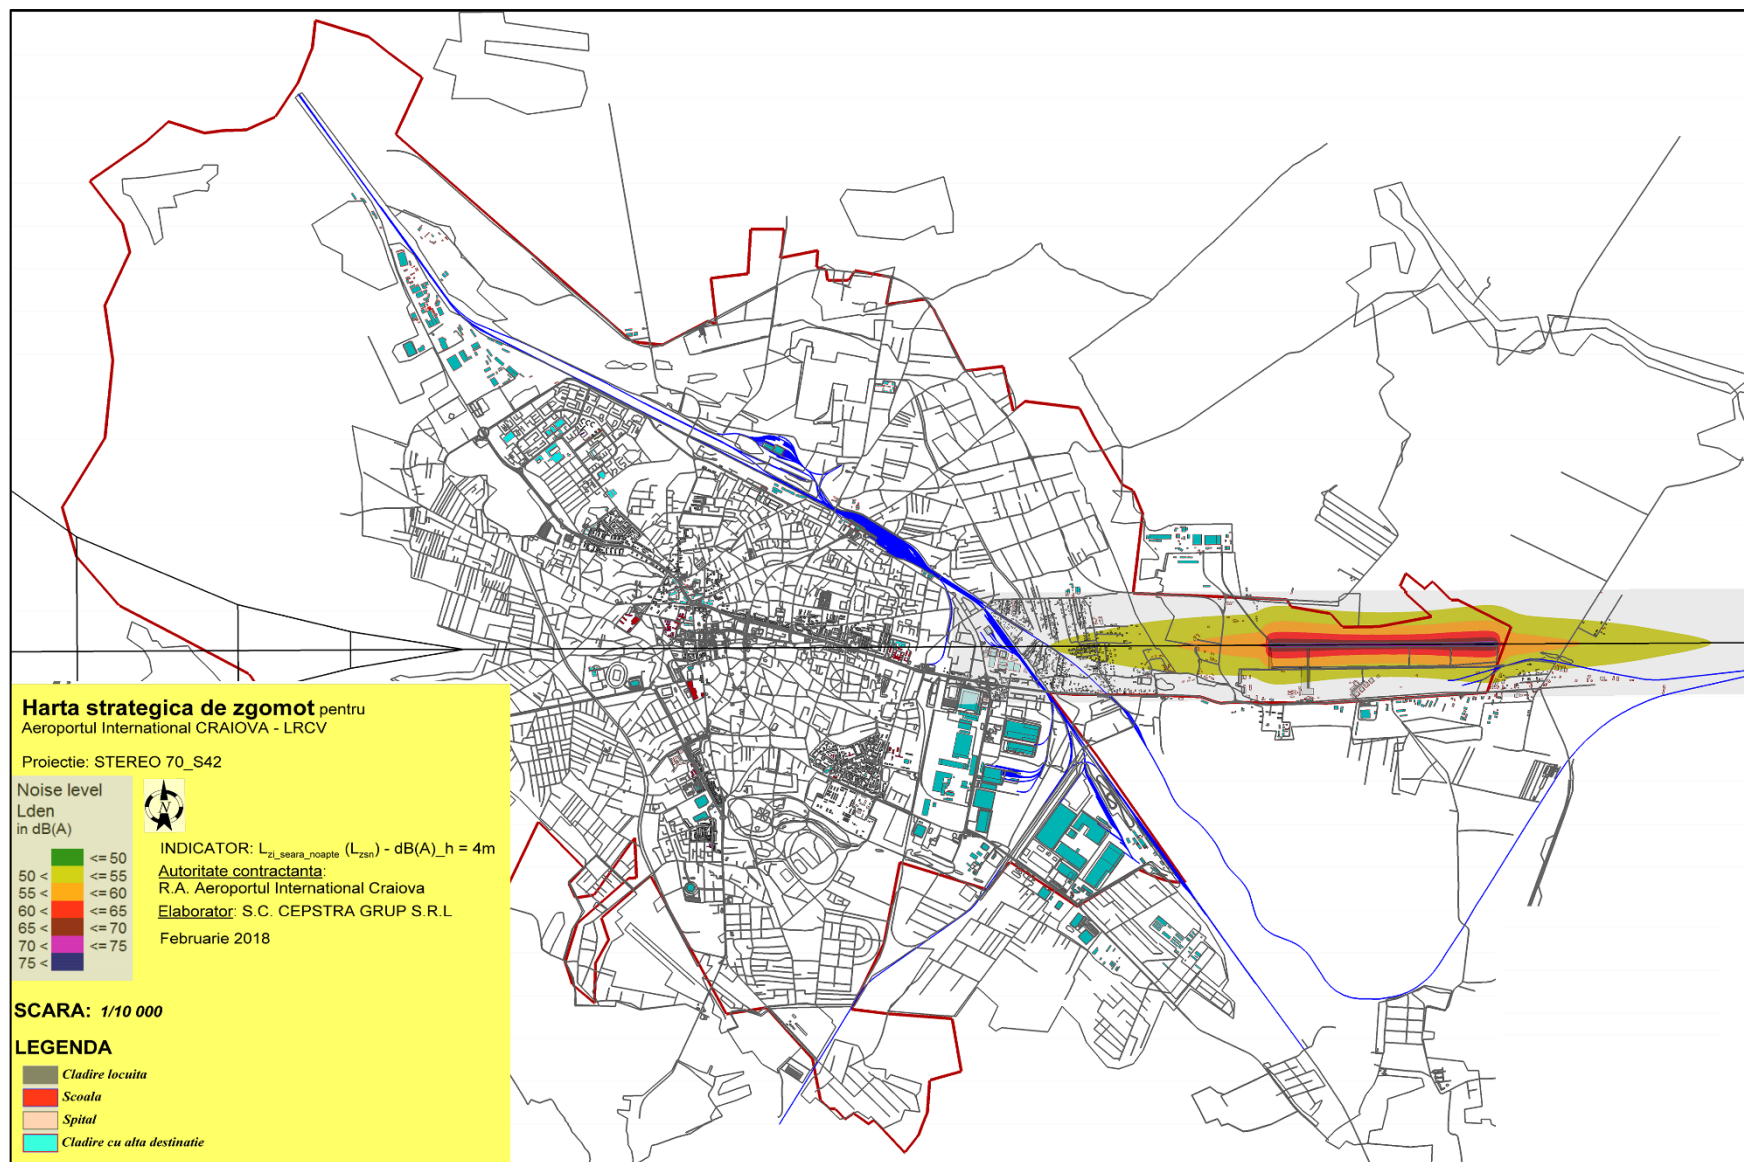 Harta strategica de zgomot pentru
Aeroportul International CRAIOVA - LRCV
Proiectie: STEREO 70_S42
Noise level
Lden
in dB(A)
<= 50
50 < <= 55
55 < <= 60
60 < <= 65
65 < <= 70
70 < <= 75
75 <
N
INDICATOR: Lzi_seara_noapte (Lzsn) - dB(A)_h = 4m
Autoritate contractanta:
R.A. Aeroportul International Craiova
Elaborator: S.C. CEPSTRA GRUP S.R.L
Februarie 2018
SCARA: 1/10 000
LEGENDA
Cladire locuita
Scoala
Spital
Cladire cu alta destinatie